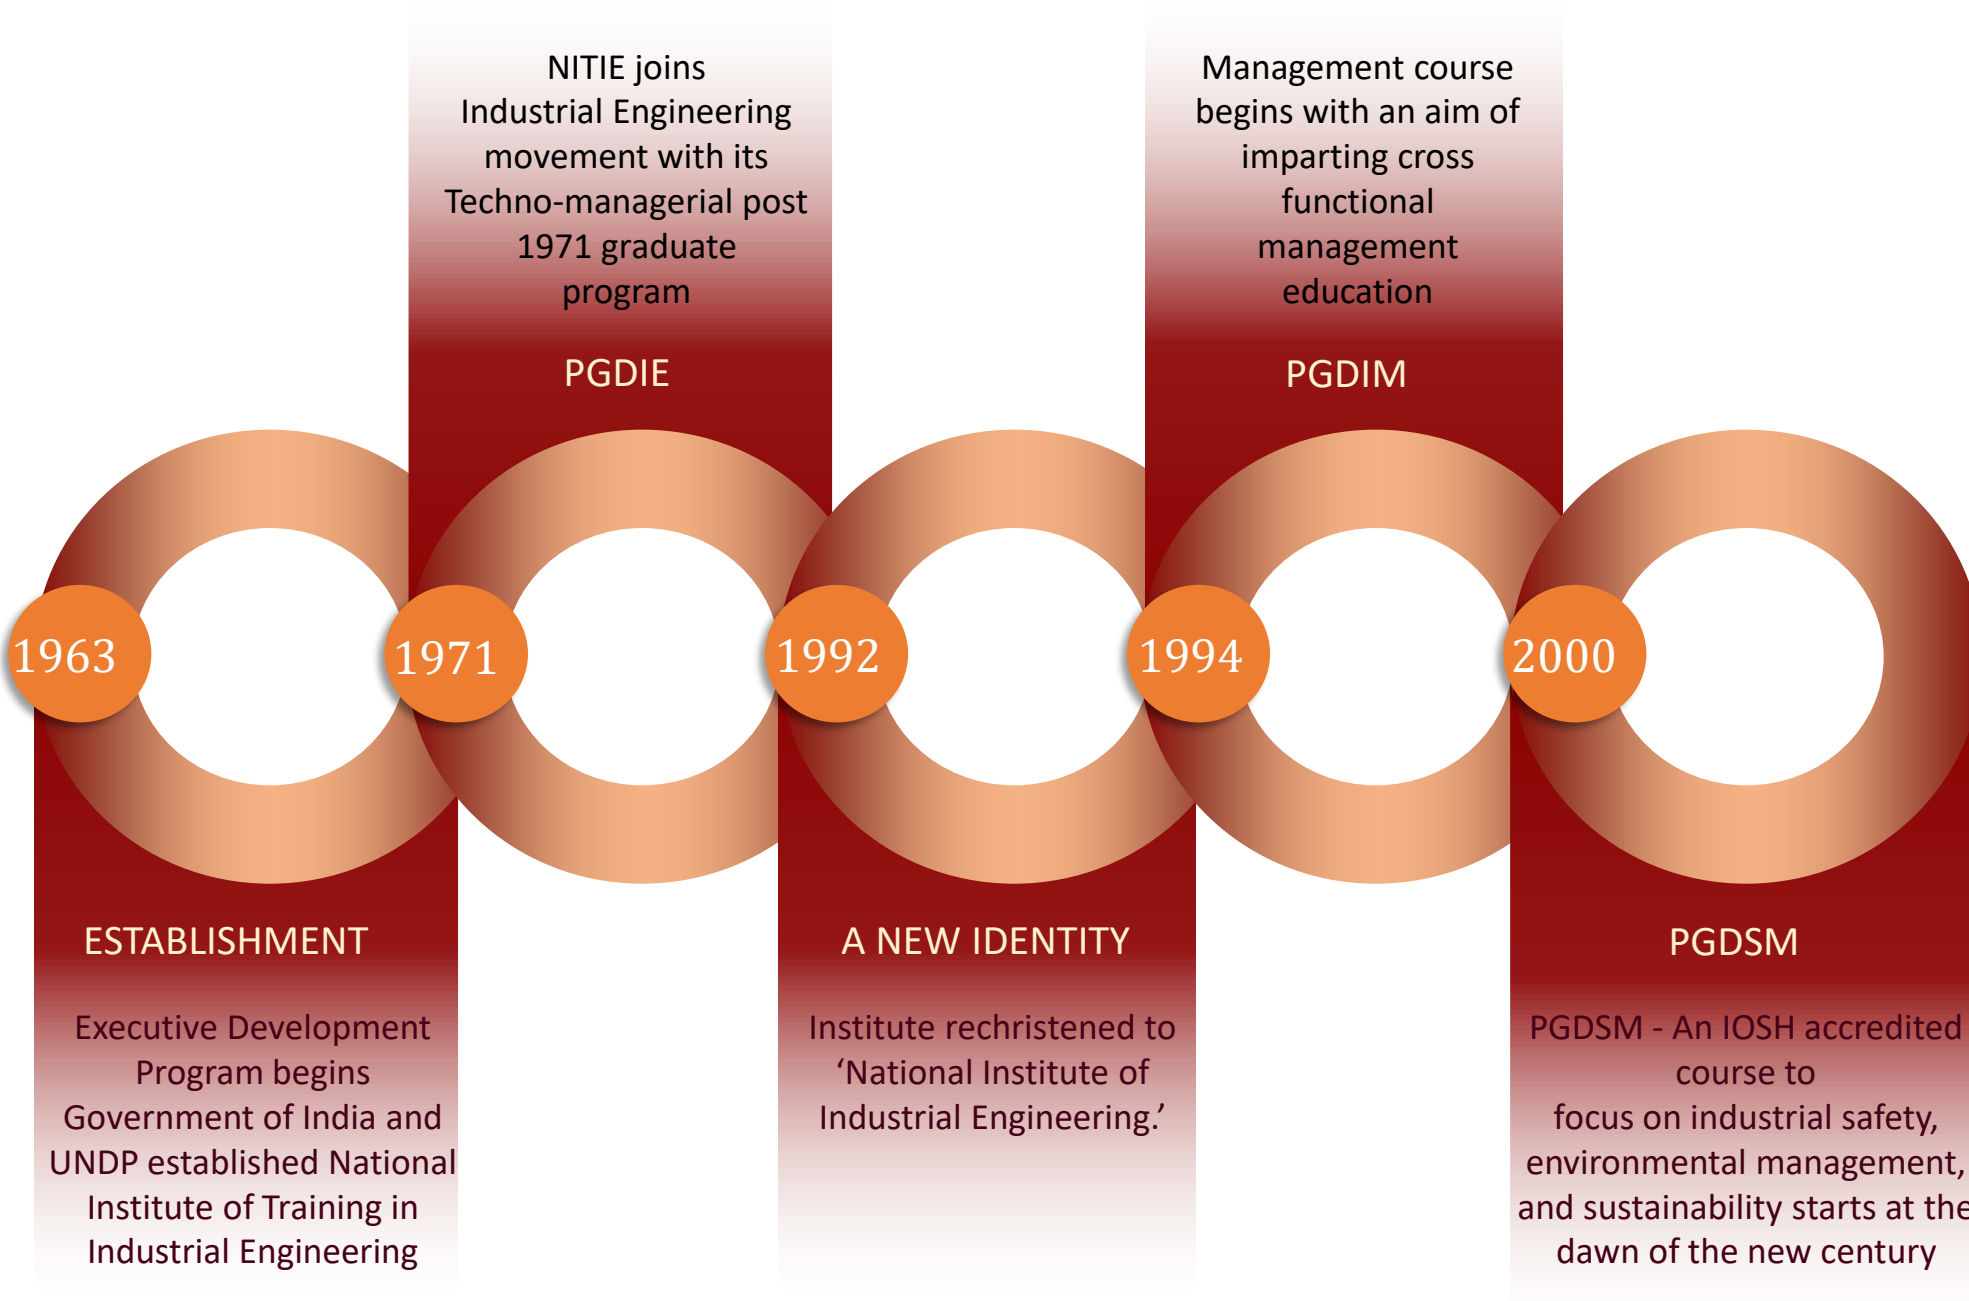 NITIE joins
Industrial Engineering
movement with its
Techno-managerial post
1971 graduate
program
PGDIE
Management course
begins with an aim of
imparting cross
functional
management
education
PGDIM
1963
1971
1992
1994
2000
ESTABLISHMENT
Executive Development
Program begins
Government of India and
UNDP established National
Institute of Training in
Industrial Engineering
A NEW IDENTITY
Institute rechristened to
‘National Institute of
Industrial Engineering.’
PGDSM
PGDSM - An IOSH accredited
course to
focus on industrial safety,
environmental management,
and sustainability starts at the
dawn of the new century